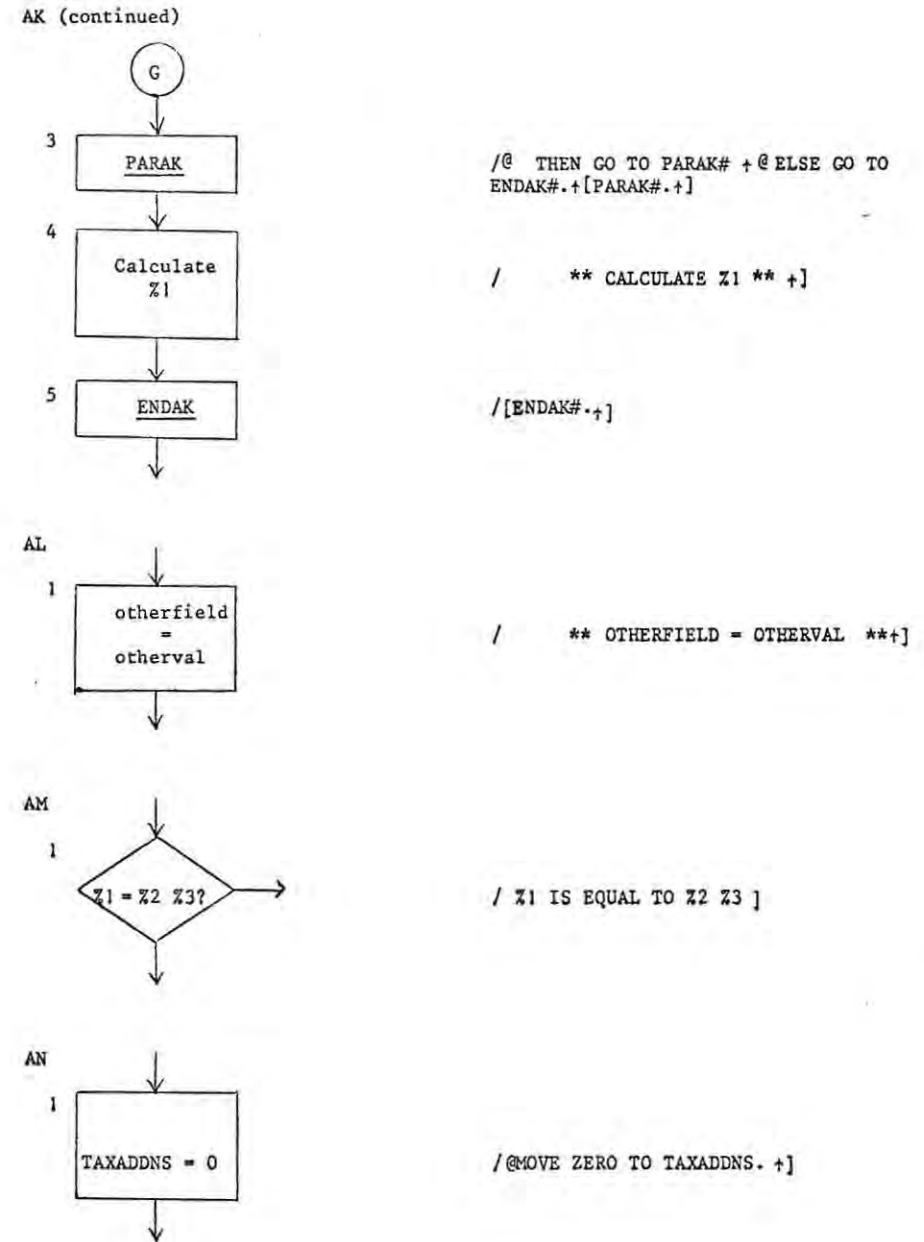 AK (continued)
G
3
PARAK
/@ THEN GO TO PARAK# ↑@ ELSE GO TO
ENDAK#.↑[PARAK#.↑]
4
Calculate
%1
/ ** CALCULATE %1 ** ↑]
5
ENDAK
/[ENDAK#.↑]
AL
1
otherfield
=
otherval
/ ** OTHERFIELD = OTHERVAL **↑]
AM
1
%1 = %2 %3?
/ %1 IS EQUAL TO %2 %3 ]
AN
1
TAXADDNS = 0
/@MOVE ZERO TO TAXADDNS. ↑]